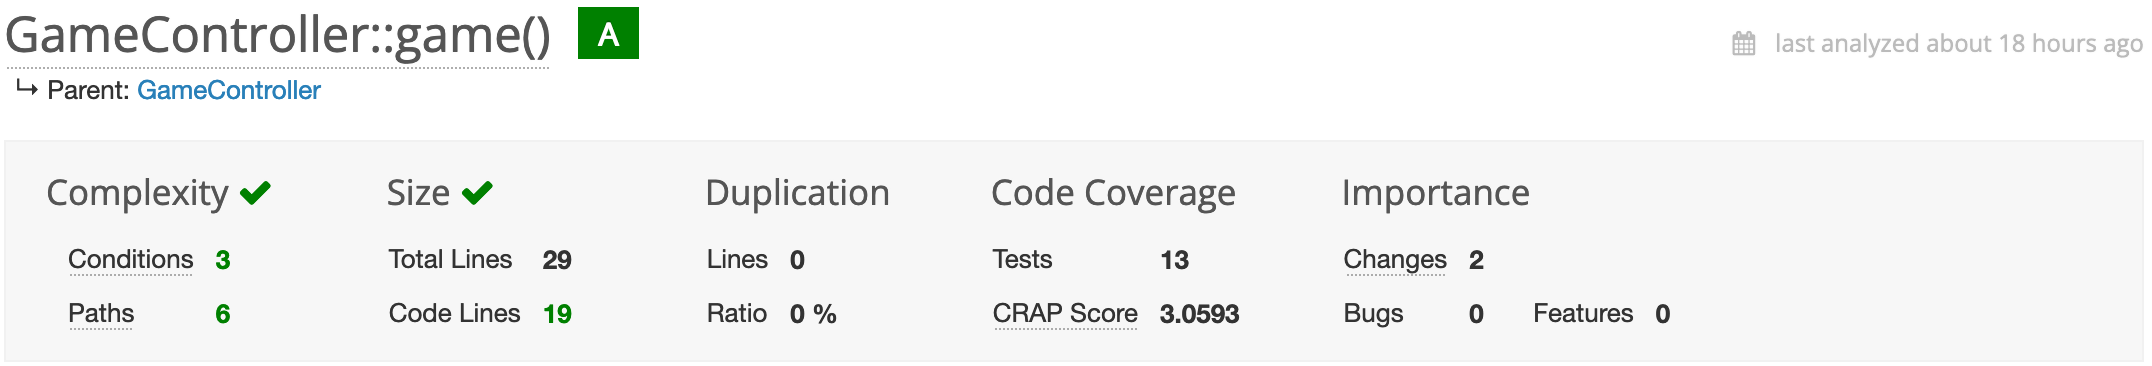 GameController::game() A
last analyzed about 18 hours ago
Parent: GameController
Complexity
Conditions 3
Paths 6
Size
Total Lines 29
Code Lines 19
Duplication
Lines 0
Ratio 0 %
Code Coverage
Tests 13
CRAP Score 3.0593
Importance
Changes 2
Bugs 0 Features 0